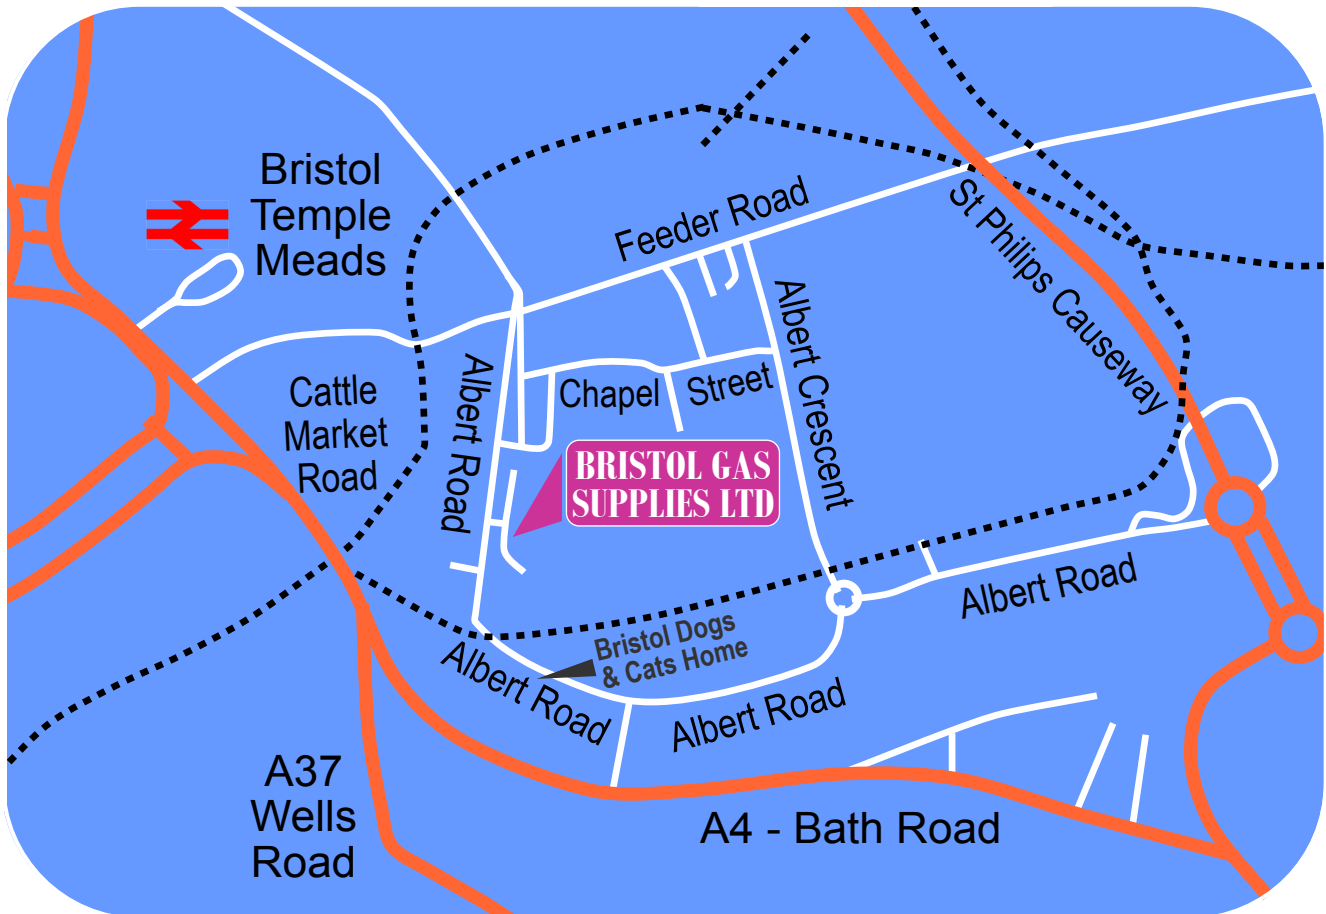 Bristol
Temple
Meads
Feeder Road
St Philips Causeway
Albert Crescent
Cattle
Market
Road
Albert Road
Chapel
Street
BRISTOL GAS
SUPPLIES LTD
Albert Road
Bristol Dogs
& Cats Home
Albert Road
Albert Road
A37
Wells
Road
A4 - Bath Road